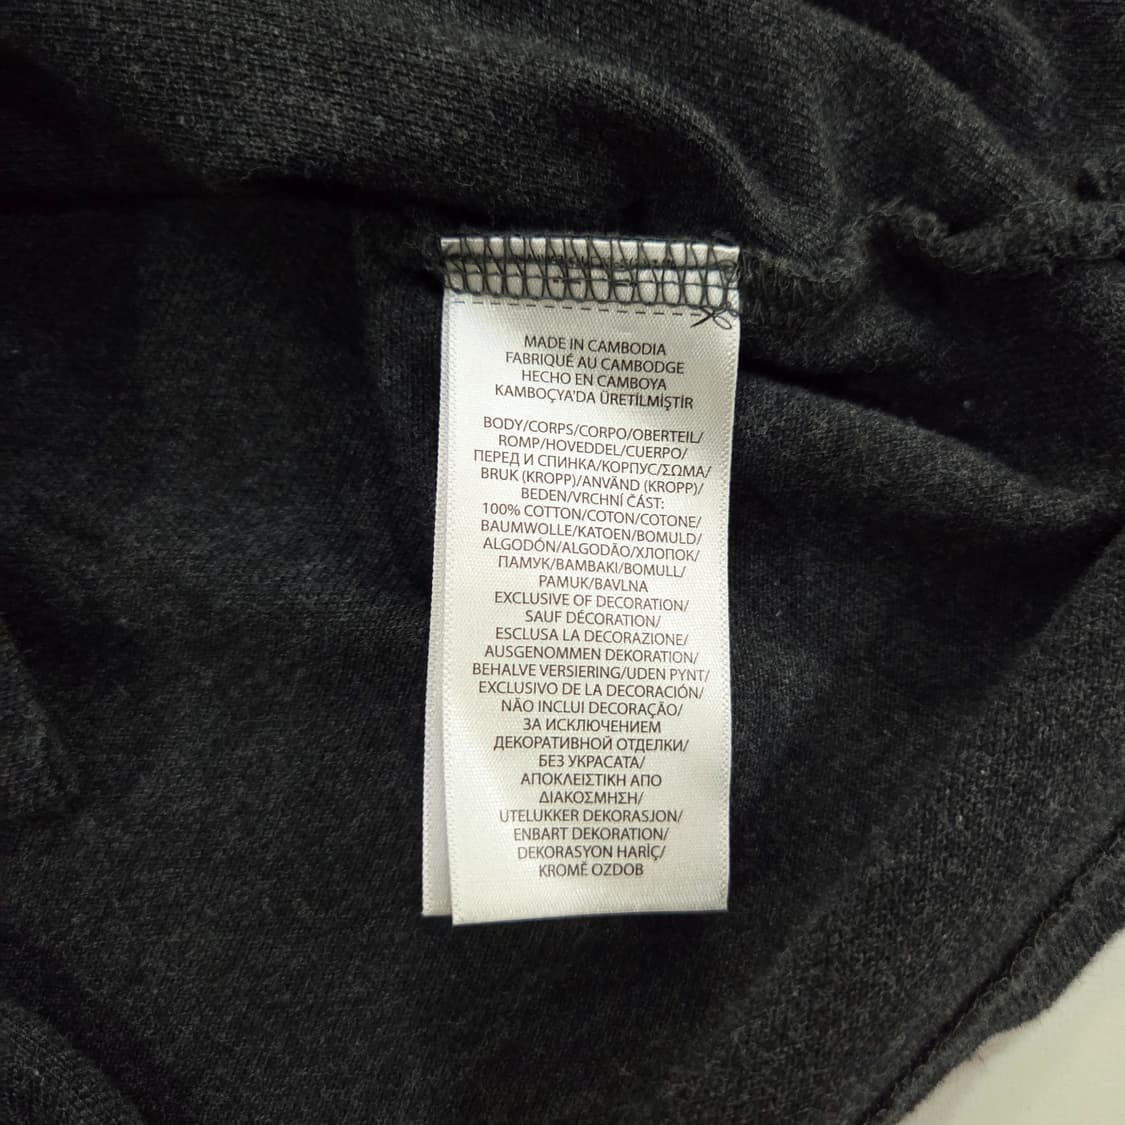 MADE IN CAMBODIA
FABRIQUÉ AU CAMBODGE
HECHO EN CAMBOYA
KAMBOÇYA'DA ÜRETİLMİŞTİR
BODY/CORPS/CORPO/OBERTEIL/
ROMP/HOVEDDEL/CUERPO/
ПЕРЕД И СПИНКА/КОРПУС/ΣΩΜΑ/
BRUK (KROPP)/ANVÄND (KROPP)/
BEDEN/VRCHNÍ ČÁST:
100% COTTON/COTON/COTONE/
BAUMWOLLE/KATOEN/BOMULD/
ALGODÓN/ALGODÃO/ХЛОПОК/
ПАМУК/ΒΑΜΒΑΚΙ/BOMULL/
PAMUK/BAVLNA
EXCLUSIVE OF DECORATION/
SAUF DÉCORATION/
ESCLUSA LA DECORAZIONE/
AUSGENOMMEN DEKORATION/
BEHALVE VERSIERING/UDEN PYNT/
EXCLUSIVO DE LA DECORACIÓN/
NÃO INCLUI DECORAÇÃO/
ЗА ИСКЛЮЧЕНИЕМ
ДЕКОРАТИВНОЙ ОТДЕЛКИ/
БЕЗ УКРАСАТА/
ΑΠΟΚΛΕΙΣΤΙΚΗ ΑΠΟ
ΔΙΑΚΟΣΜΗΣΗ/
UTELUKKER DEKORASJON/
ENBART DEKORATION/
DEKORASYON HARİÇ/
KROMĚ OZDOB